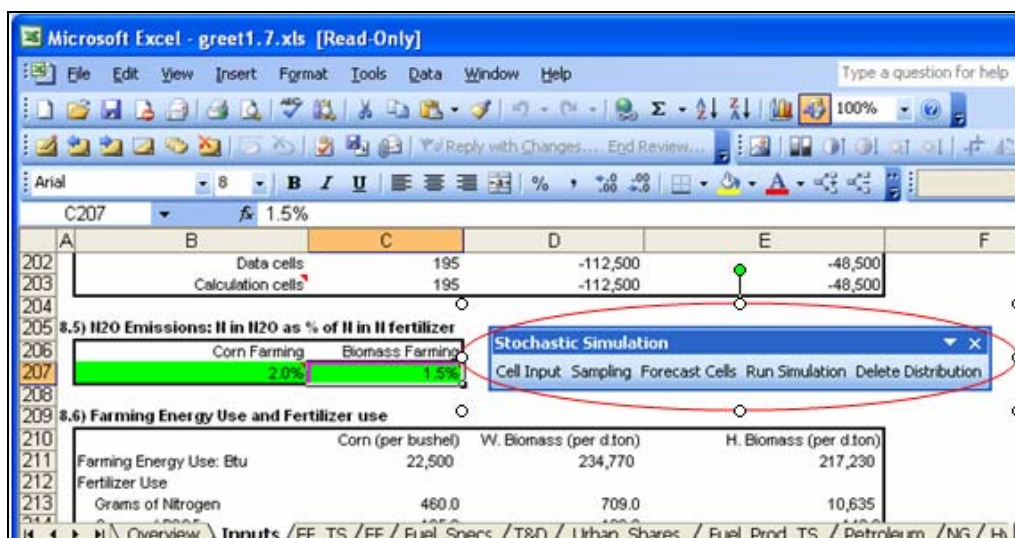 Microsoft Excel - greet1.7.xls [Read-Only]
File Edit View Insert Format Tools Data Window Help Type a question for help
Σ 100%
Reply with Changes... End Review...
Arial 8 B I U % ,
C207 fx 1.5%
A B C D E F
202 Data cells 195 -112,500 -48,500
203 Calculation cells 195 -112,500 -48,500
204
205 8.5) N2O Emissions: N in N2O as % of N in N fertilizer
206 Corn Farming Biomass Farming
Stochastic Simulation
207 2.0% 1.5%
Cell Input Sampling Forecast Cells Run Simulation Delete Distribution
208
209 8.6) Farming Energy Use and Fertilizer use
210 Corn (per bushel) W. Biomass (per d.ton) H. Biomass (per d.ton)
211 Farming Energy Use: Btu 22,500 234,770 217,230
212 Fertilizer Use
213 Grams of Nitrogen 460.0 709.0 10,635
Overview Inputs / EF_TS / EF / Fuel_Specs / T&D / Urban_Shares / Fuel_Prod_TS / Petroleum / NG /